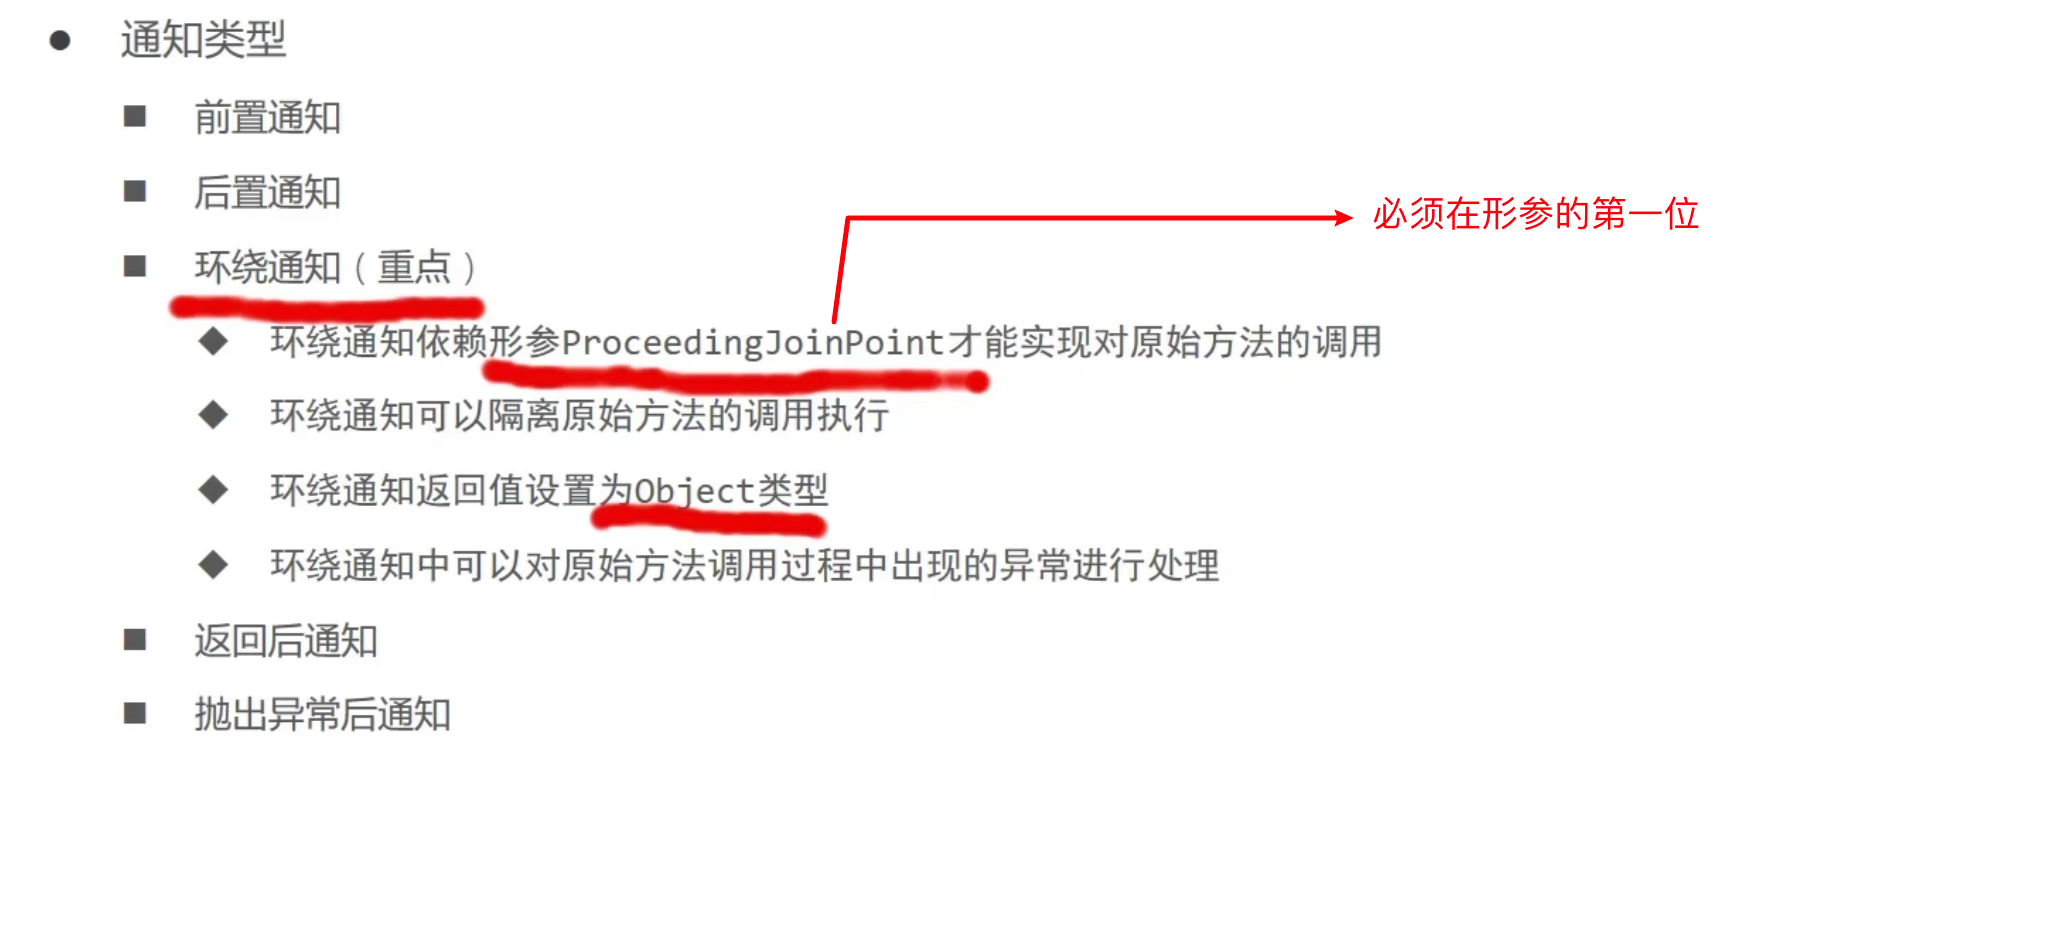 通知类型
前置通知
后置通知
必须在形参的第一位
环绕通知（重点）
环绕通知依赖形参ProceedingJoinPoint才能实现对原始方法的调用
环绕通知可以隔离原始方法的调用执行
环绕通知返回值设置为Object类型
环绕通知中可以对原始方法调用过程中出现的异常进行处理
返回后通知
抛出异常后通知